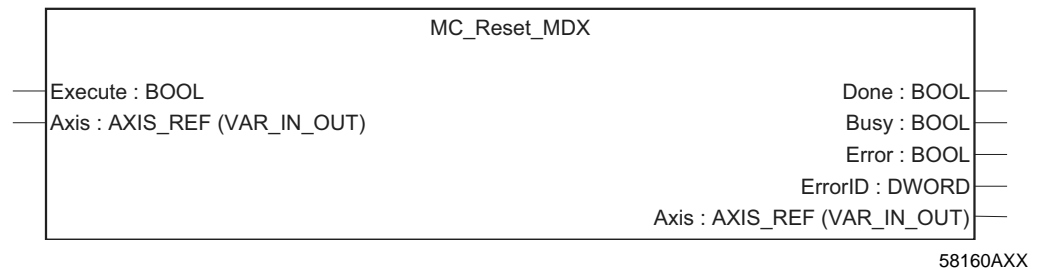 MC_Reset_MDX
Execute : BOOL
Done : BOOL
Axis : AXIS_REF (VAR_IN_OUT)
Busy : BOOL
Error : BOOL
ErrorID : DWORD
Axis : AXIS_REF (VAR_IN_OUT)
58160AXX